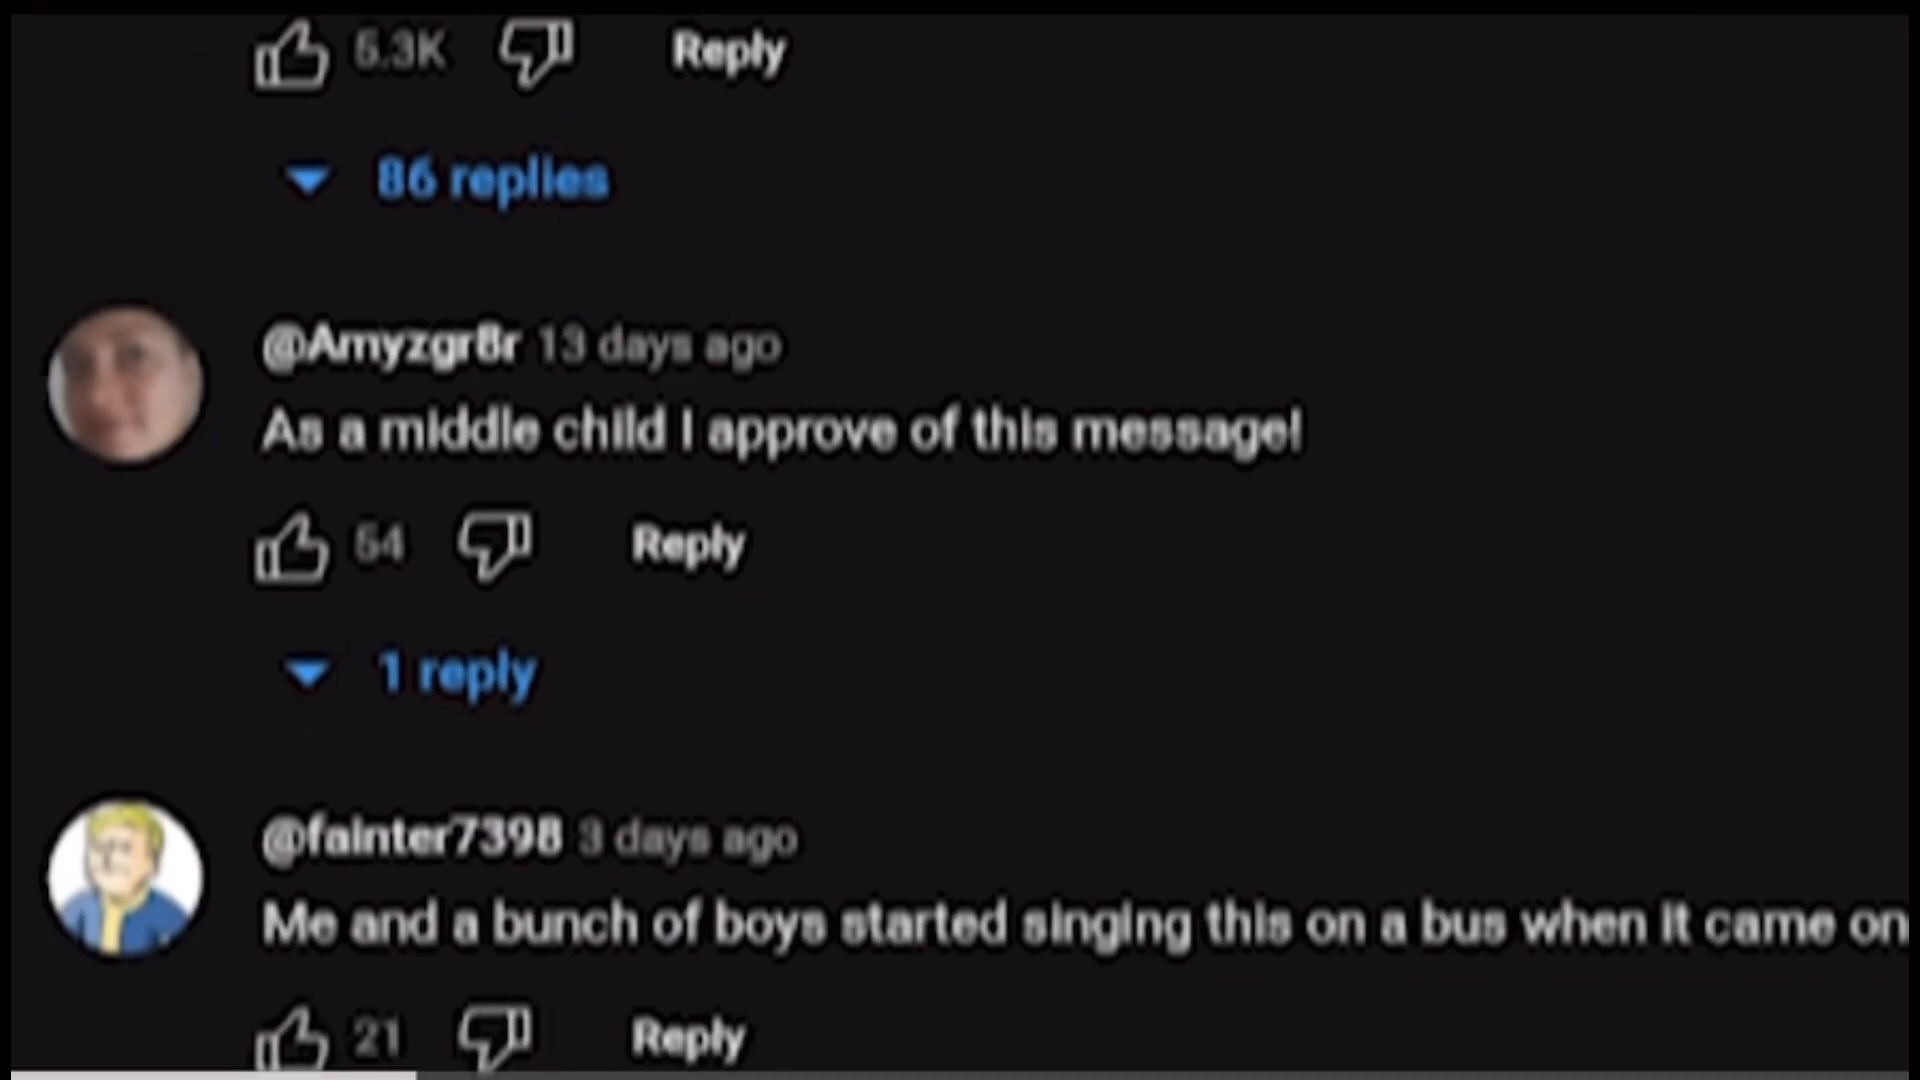 5.3K Reply
86 replies
@Amyzgr8r 13 days ago
As a middle child I approve of this message!
54 Reply
1 reply
@fainter7398 3 days ago
Me and a bunch of boys started singing this on a bus when it came on
21 Reply